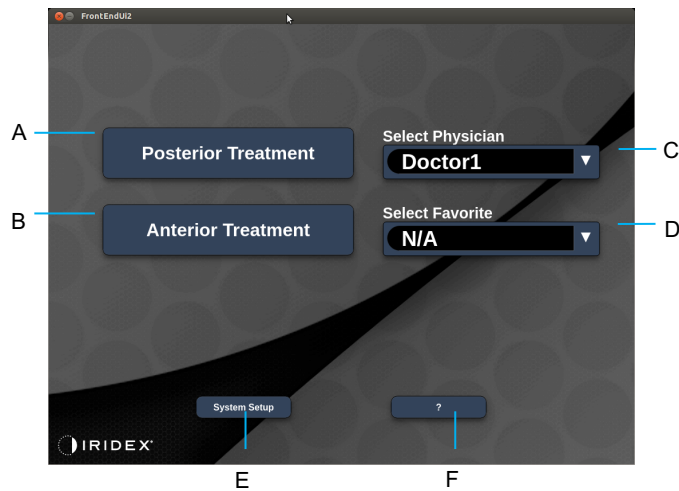 FrontEndUi2
A
Posterior Treatment
Select Physician
Doctor1
C
B
Anterior Treatment
Select Favorite
N/A
D
System Setup
?
IRIDEX
E
F